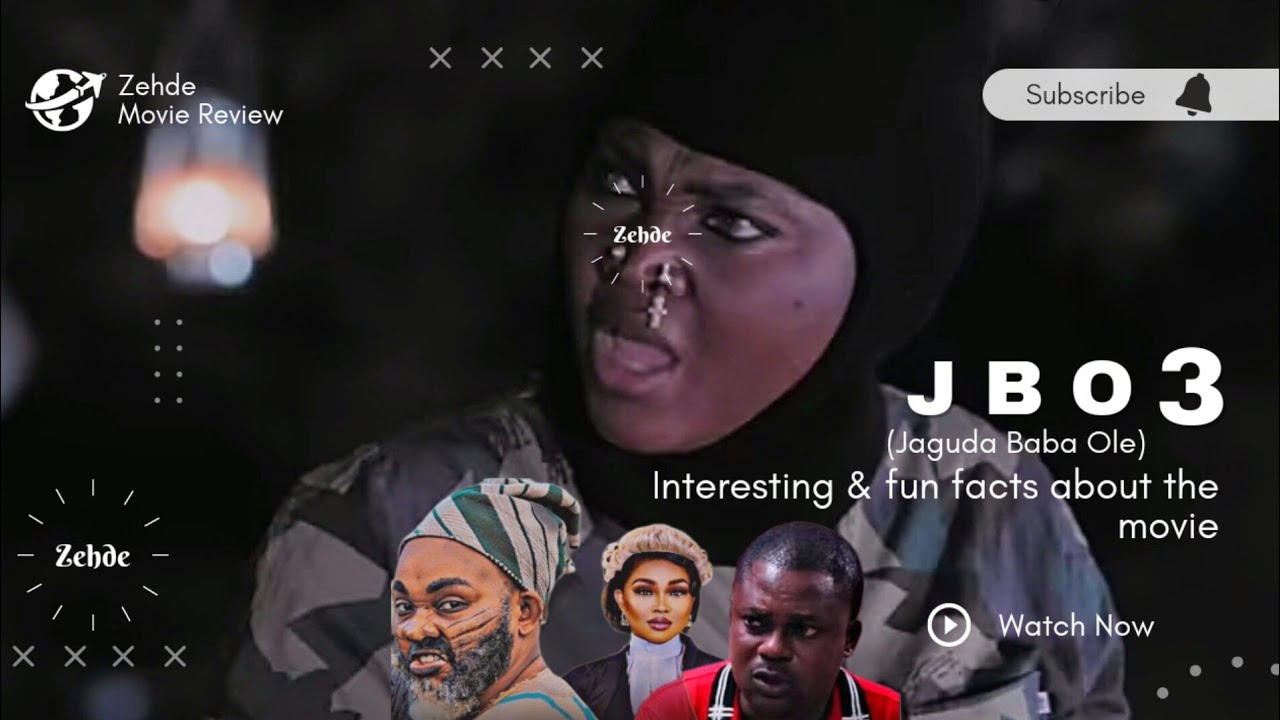 Zehde
Movie Review
Subscribe
Zehde
JBO3
(Jaguda Baba Ole)
Interesting & fun facts about the
movie
Zehde
Watch Now